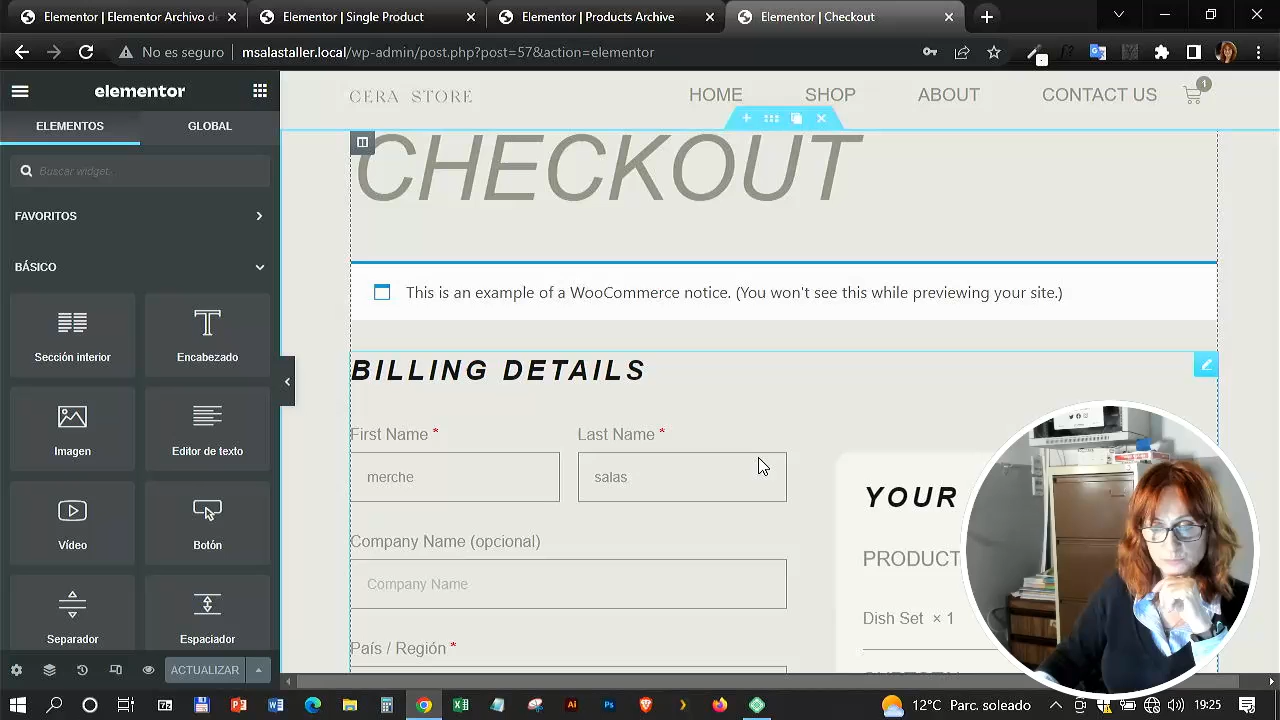 Elementor | Elementor Archivo de
Elementor | Single Product
Elementor | Products Archive
Elementor | Checkout
No es seguro
msalastaller.local/wp-admin/post.php?post=57&action=elementor
elementor
ELEMENTOS
GLOBAL
Buscar widget...
FAVORITOS
BÁSICO
Sección interior
Encabezado
Imagen
Editor de texto
Vídeo
Botón
Separador
Espaciador
ACTUALIZAR
CERA STORE
HOME
SHOP
ABOUT
CONTACT US
1
CHECKOUT
This is an example of a WooCommerce notice. (You won't see this while previewing your site.)
BILLING DETAILS
First Name *
Last Name *
merche
salas
Company Name (opcional)
Company Name
País / Región *
YOUR
PRODUCT
Dish Set × 1
12°C Parc. soleado
19:25